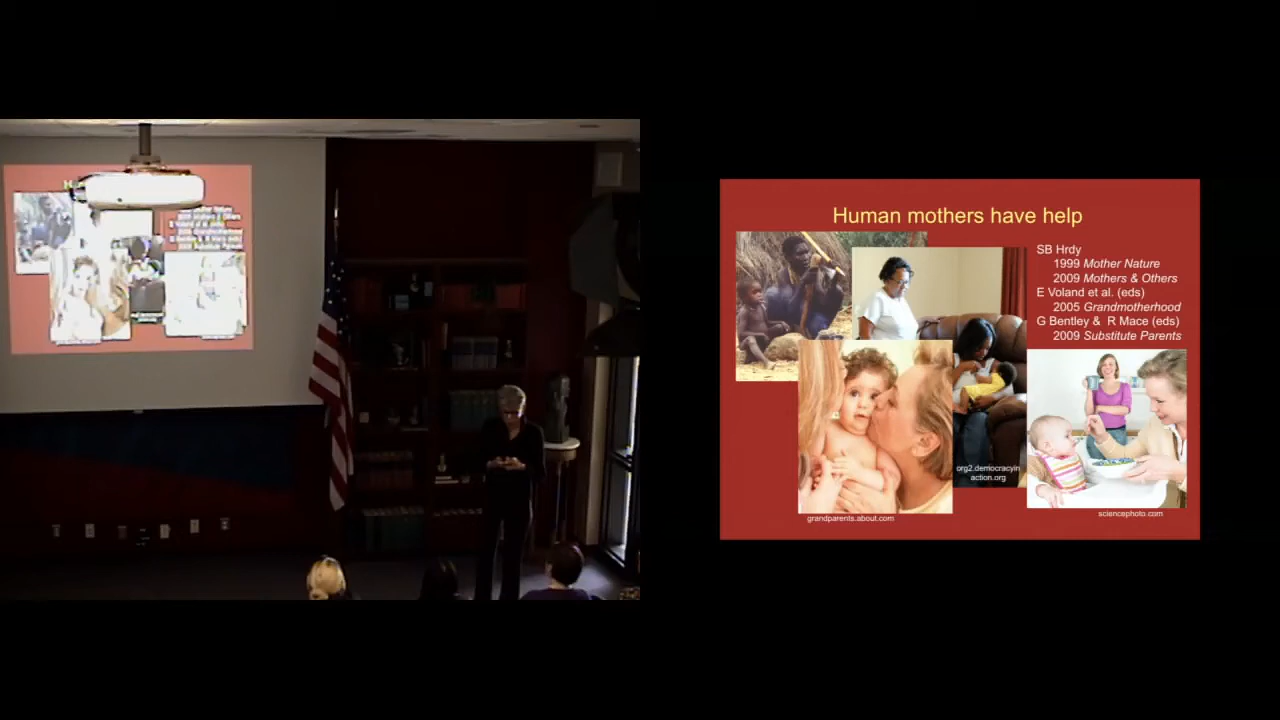 Human mothers have help
SB Hrdy
1999 Mother Nature
2009 Mothers & Others
E Voland et al. (eds)
2005 Grandmotherhood
G Bentley & R Mace (eds)
2009 Substitute Parents
org2.democracyin
action.org
grandparents.about.com
sciencephoto.com